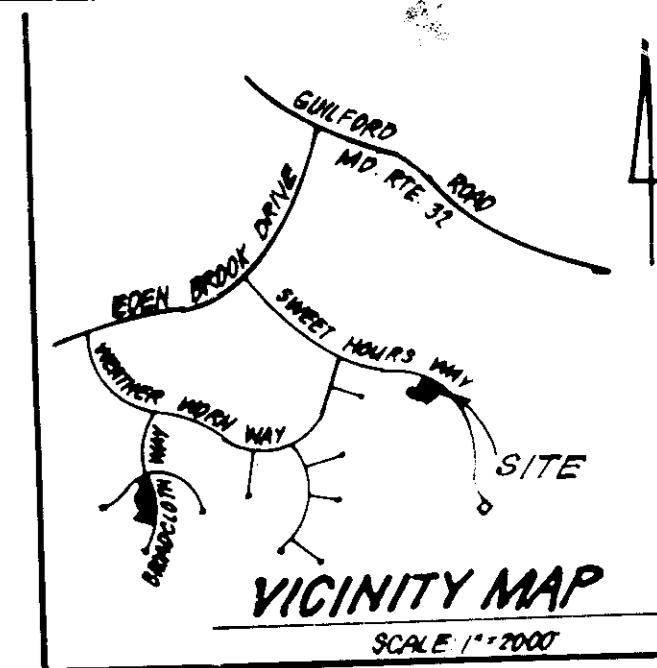 GUILFORD ROAD
MD. RTE. 32
EDEN BROOK DRIVE
SWEET HOURS WAY
WEATHER WORN WAY
BROADCLOTH WAY
SITE
VICINITY MAP
SCALE: 1"=2000'